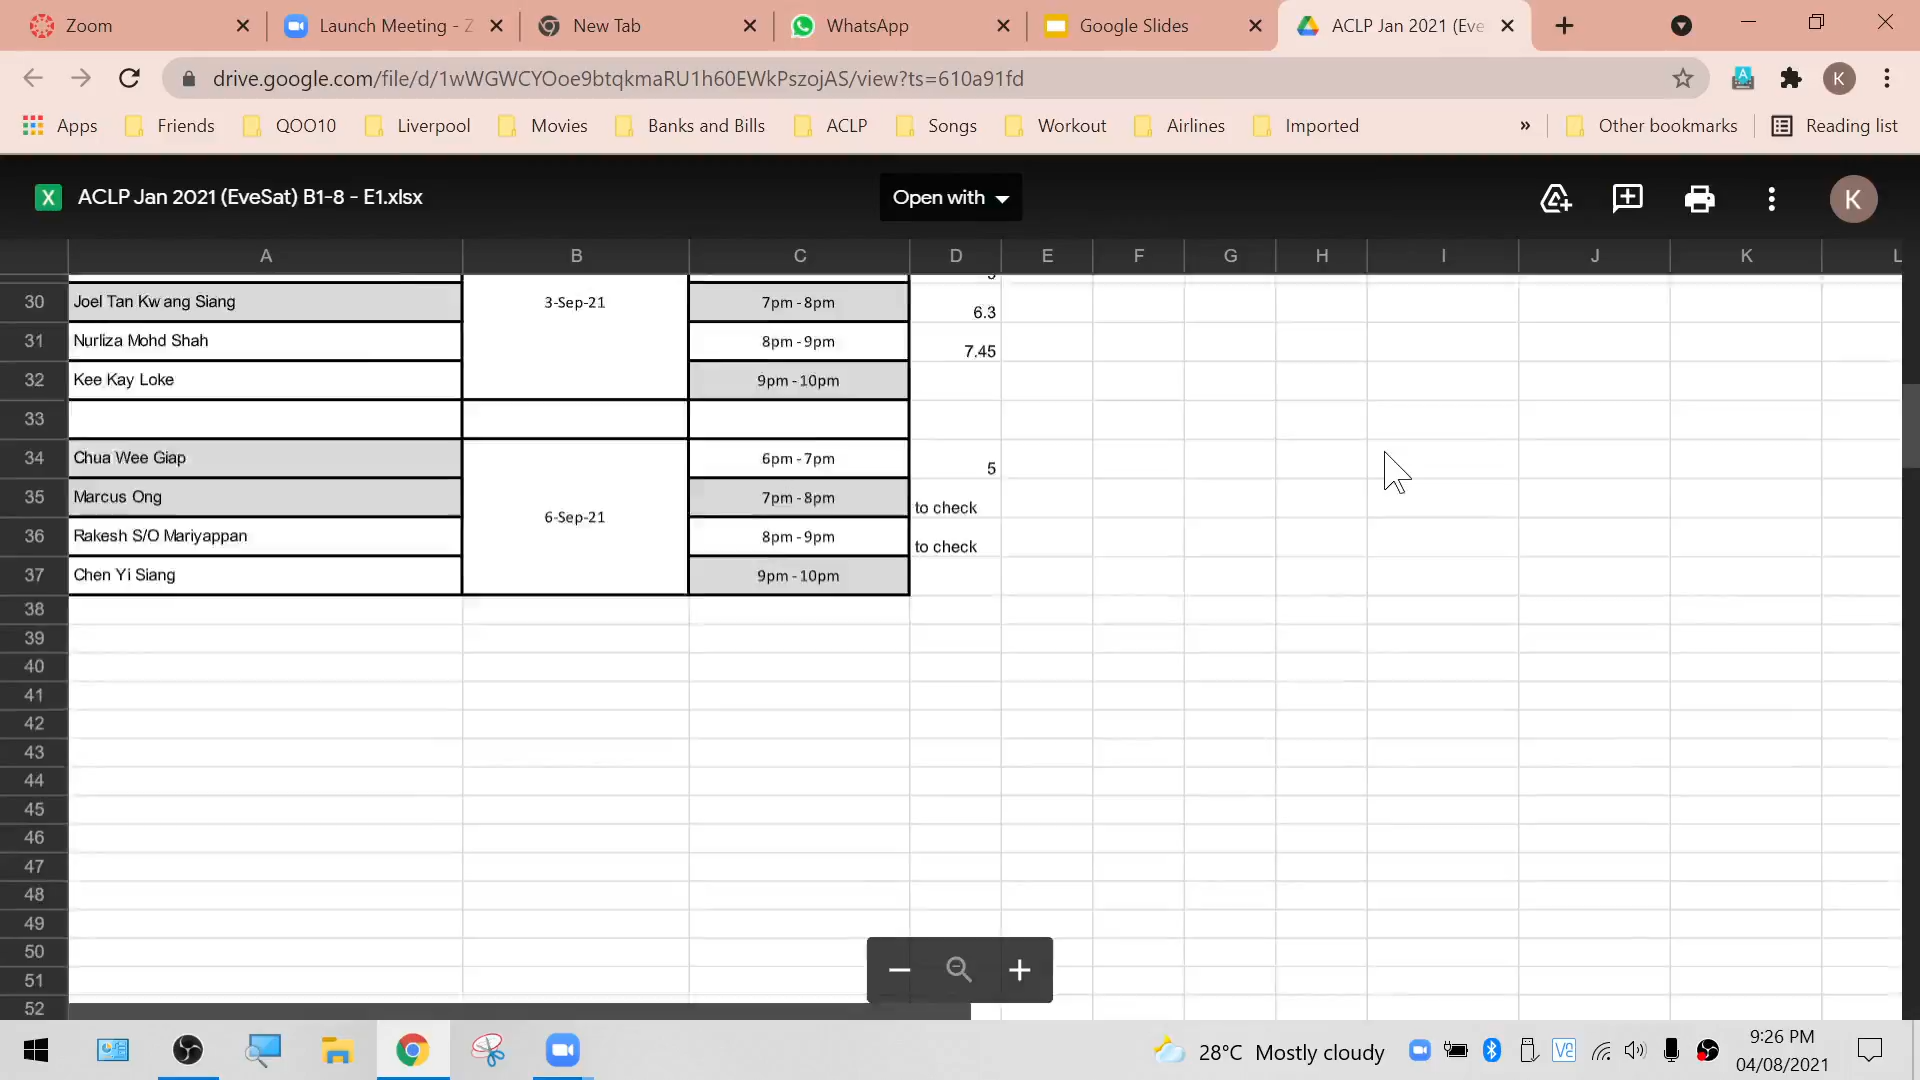 Zoom
Launch Meeting - Z
New Tab
WhatsApp
Google Slides
ACLP Jan 2021 (Eve
drive.google.com/file/d/1wWGWCYOoe9btqkmaRU1h60EWkPszojAS/view?ts=610a91fd
K
Apps
Friends
QOO10
Liverpool
Movies
Banks and Bills
ACLP
Songs
Workout
Airlines
Imported
»
Other bookmarks
Reading list
X
ACLP Jan 2021 (EveSat) B1-8 - E1.xlsx
Open with
K
A B C D E F G H I J K L
30 Joel Tan Kwang Siang 3-Sep-21 7pm - 8pm 6.3
31 Nurliza Mohd Shah 8pm - 9pm 7.45
32 Kee Kay Loke 9pm - 10pm
33
34 Chua Wee Giap 6pm - 7pm 5
35 Marcus Ong 7pm - 8pm to check
6-Sep-21
36 Rakesh S/O Mariyappan 8pm - 9pm to check
37 Chen Yi Siang 9pm - 10pm
38
39
40
41
42
43
44
45
46
47
48
49
50
51
52
28°C Mostly cloudy
9:26 PM
04/08/2021